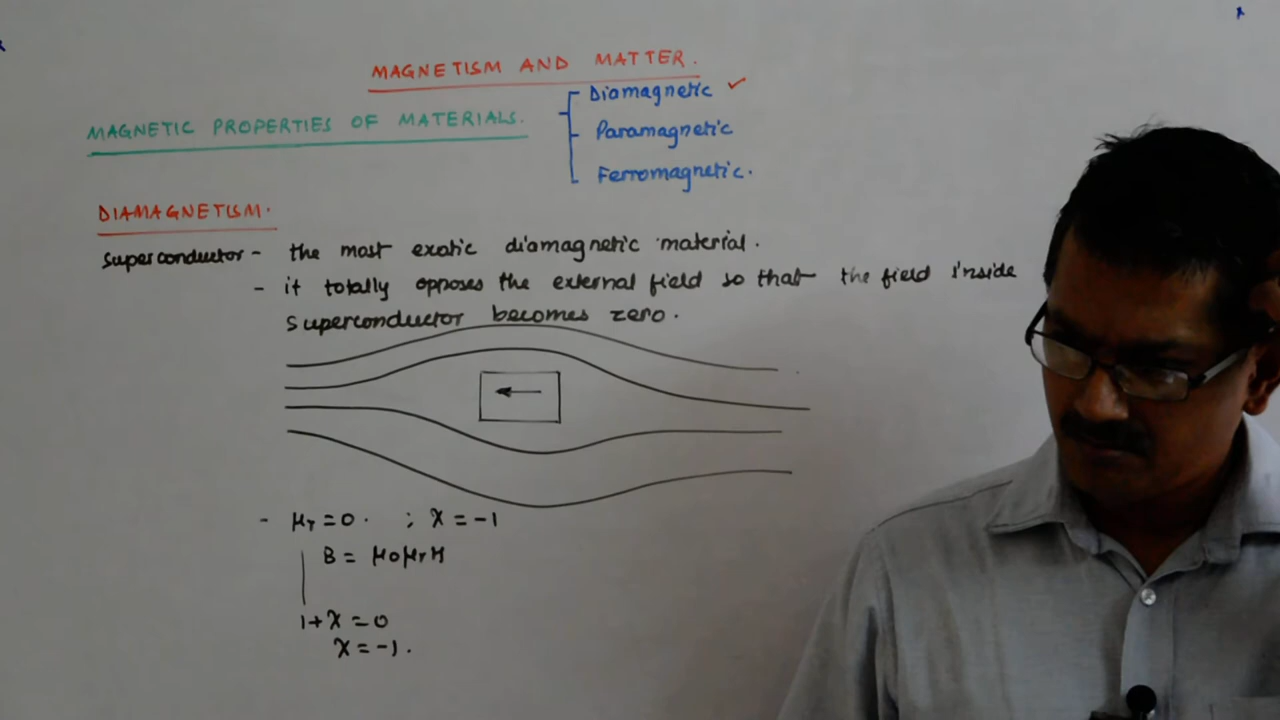 MAGNETISM AND MATTER.
MAGNETIC PROPERTIES OF MATERIALS.
Diamagnetic ✓
Paramagnetic
Ferromagnetic.
DIAMAGNETISM.
Superconductor - the most exotic diamagnetic material.
- it totally opposes the external field so that the field inside
superconductor becomes zero.
- μr = 0. ; χ = -1
B = μ0μrH
1+χ = 0
χ = -1.